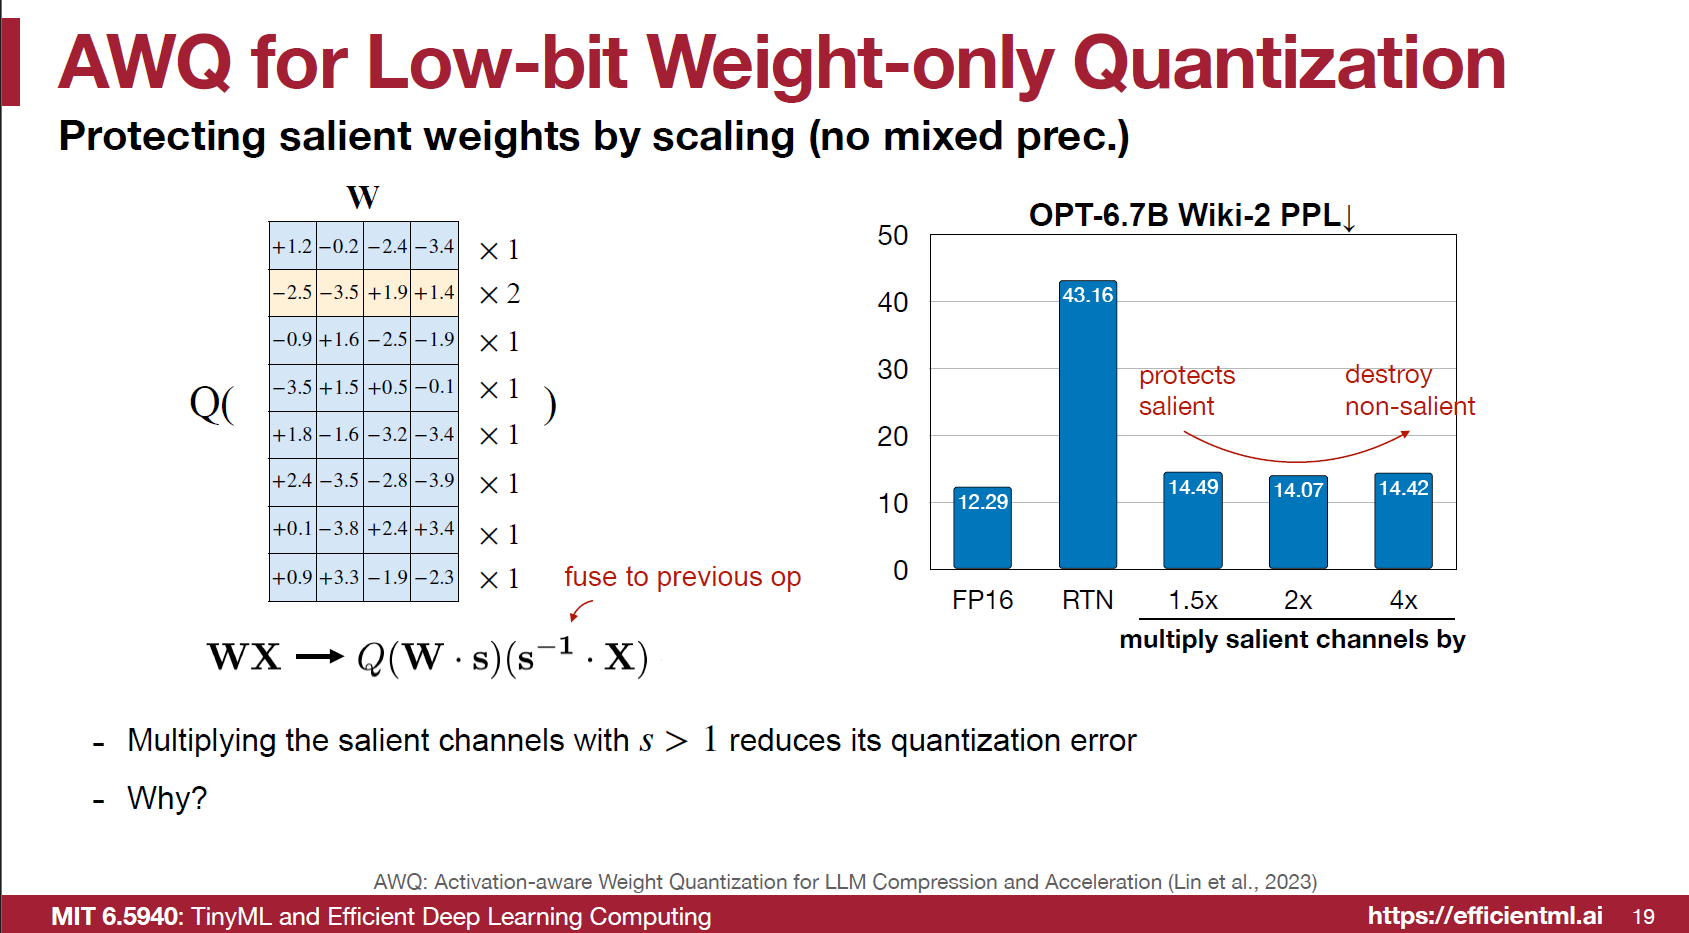 AWQ for Low-bit Weight-only Quantization
Protecting salient weights by scaling (no mixed prec.)
W
Q(
+1.2 −0.2 −2.4 −3.4 × 1
−2.5 −3.5 +1.9 +1.4 × 2
−0.9 +1.6 −2.5 −1.9 × 1
−3.5 +1.5 +0.5 −0.1 × 1
+1.8 −1.6 −3.2 −3.4 × 1
+2.4 −3.5 −2.8 −3.9 × 1
+0.1 −3.8 +2.4 +3.4 × 1
+0.9 +3.3 −1.9 −2.3 × 1
)
fuse to previous op
WX → Q(W · s)(s⁻¹ · X)
OPT-6.7B Wiki-2 PPL↓
50
40
30
20
10
0
12.29
43.16
14.49
14.07
14.42
protects
salient
destroy
non-salient
FP16 RTN 1.5x 2x 4x
multiply salient channels by
- Multiplying the salient channels with s > 1 reduces its quantization error
- Why?
AWQ: Activation-aware Weight Quantization for LLM Compression and Acceleration (Lin et al., 2023)
MIT 6.5940: TinyML and Efficient Deep Learning Computing
https://efficientml.ai 19